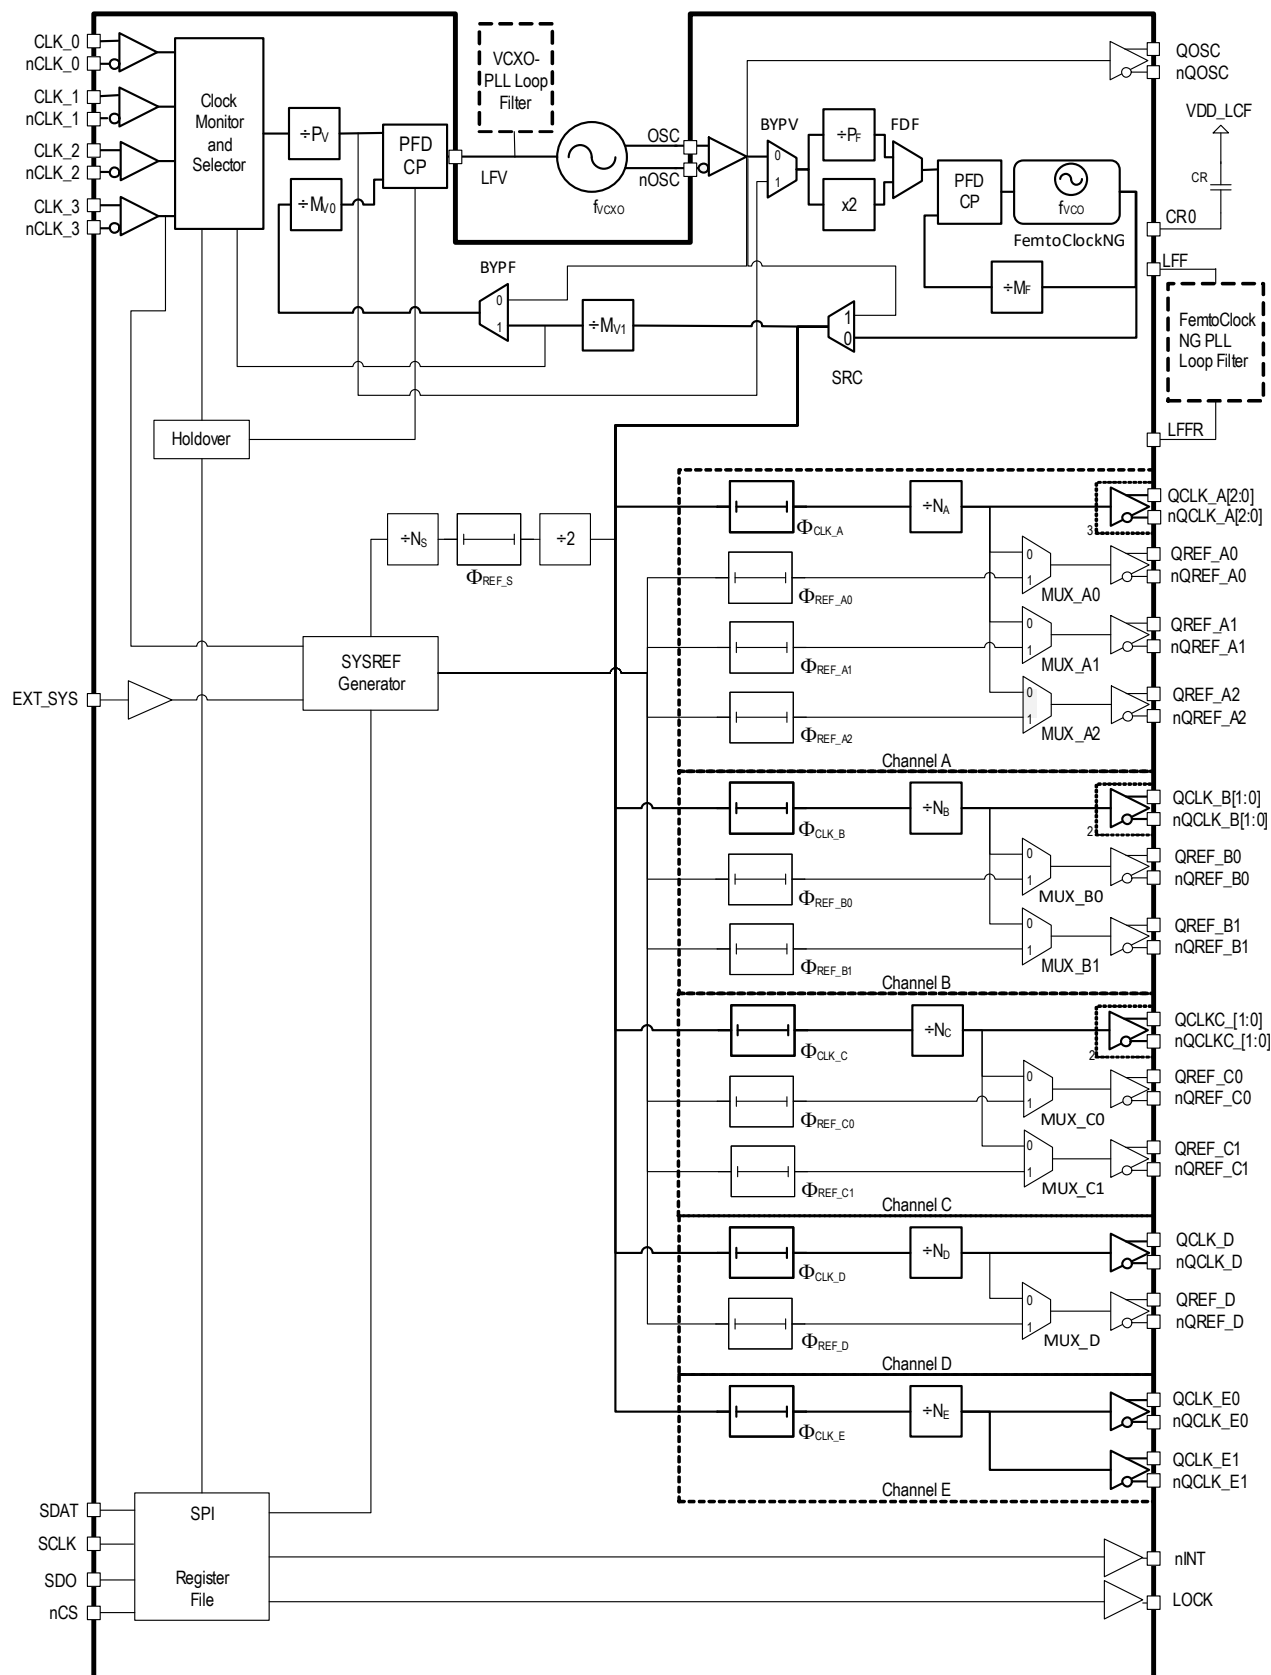 CLK_0
nCLK_0
CLK_1
nCLK_1
CLK_2
nCLK_2
CLK_3
nCLK_3
Clock
Monitor
and
Selector
÷PV
÷MV0
PFD
CP
LFV
VCXO-
PLL Loop
Filter
fVCXO
OSC
nOSC
BYPV
0
1
÷PF
x2
FDF
PFD
CP
fVCO
FemtoClockNG
÷MF
QOSC
nQOSC
VDD_LCF
CR
CR0
LFF
FemtoClock
NG PLL
Loop Filter
LFFR
BYPF
0
1
÷MV1
1
0
SRC
Holdover
÷NS
ΦREF_S
÷2
SYSREF
Generator
EXT_SYS
ΦCLK_A
÷NA
3
QCLK_A[2:0]
nQCLK_A[2:0]
ΦREF_A0
0
1
MUX_A0
QREF_A0
nQREF_A0
ΦREF_A1
0
1
MUX_A1
QREF_A1
nQREF_A1
ΦREF_A2
0
1
MUX_A2
QREF_A2
nQREF_A2
Channel A
ΦCLK_B
÷NB
2
QCLK_B[1:0]
nQCLK_B[1:0]
ΦREF_B0
0
1
MUX_B0
QREF_B0
nQREF_B0
ΦREF_B1
0
1
MUX_B1
QREF_B1
nQREF_B1
Channel B
ΦCLK_C
÷NC
2
QCLKC_[1:0]
nQCLKC_[1:0]
ΦREF_C0
0
1
MUX_C0
QREF_C0
nQREF_C0
ΦREF_C1
0
1
MUX_C1
QREF_C1
nQREF_C1
Channel C
ΦCLK_D
÷ND
QCLK_D
nQCLK_D
ΦREF_D
0
1
MUX_D
QREF_D
nQREF_D
Channel D
ΦCLK_E
÷NE
QCLK_E0
nQCLK_E0
QCLK_E1
nQCLK_E1
Channel E
SDAT
SCLK
SDO
nCS
SPI
Register
File
nINT
LOCK